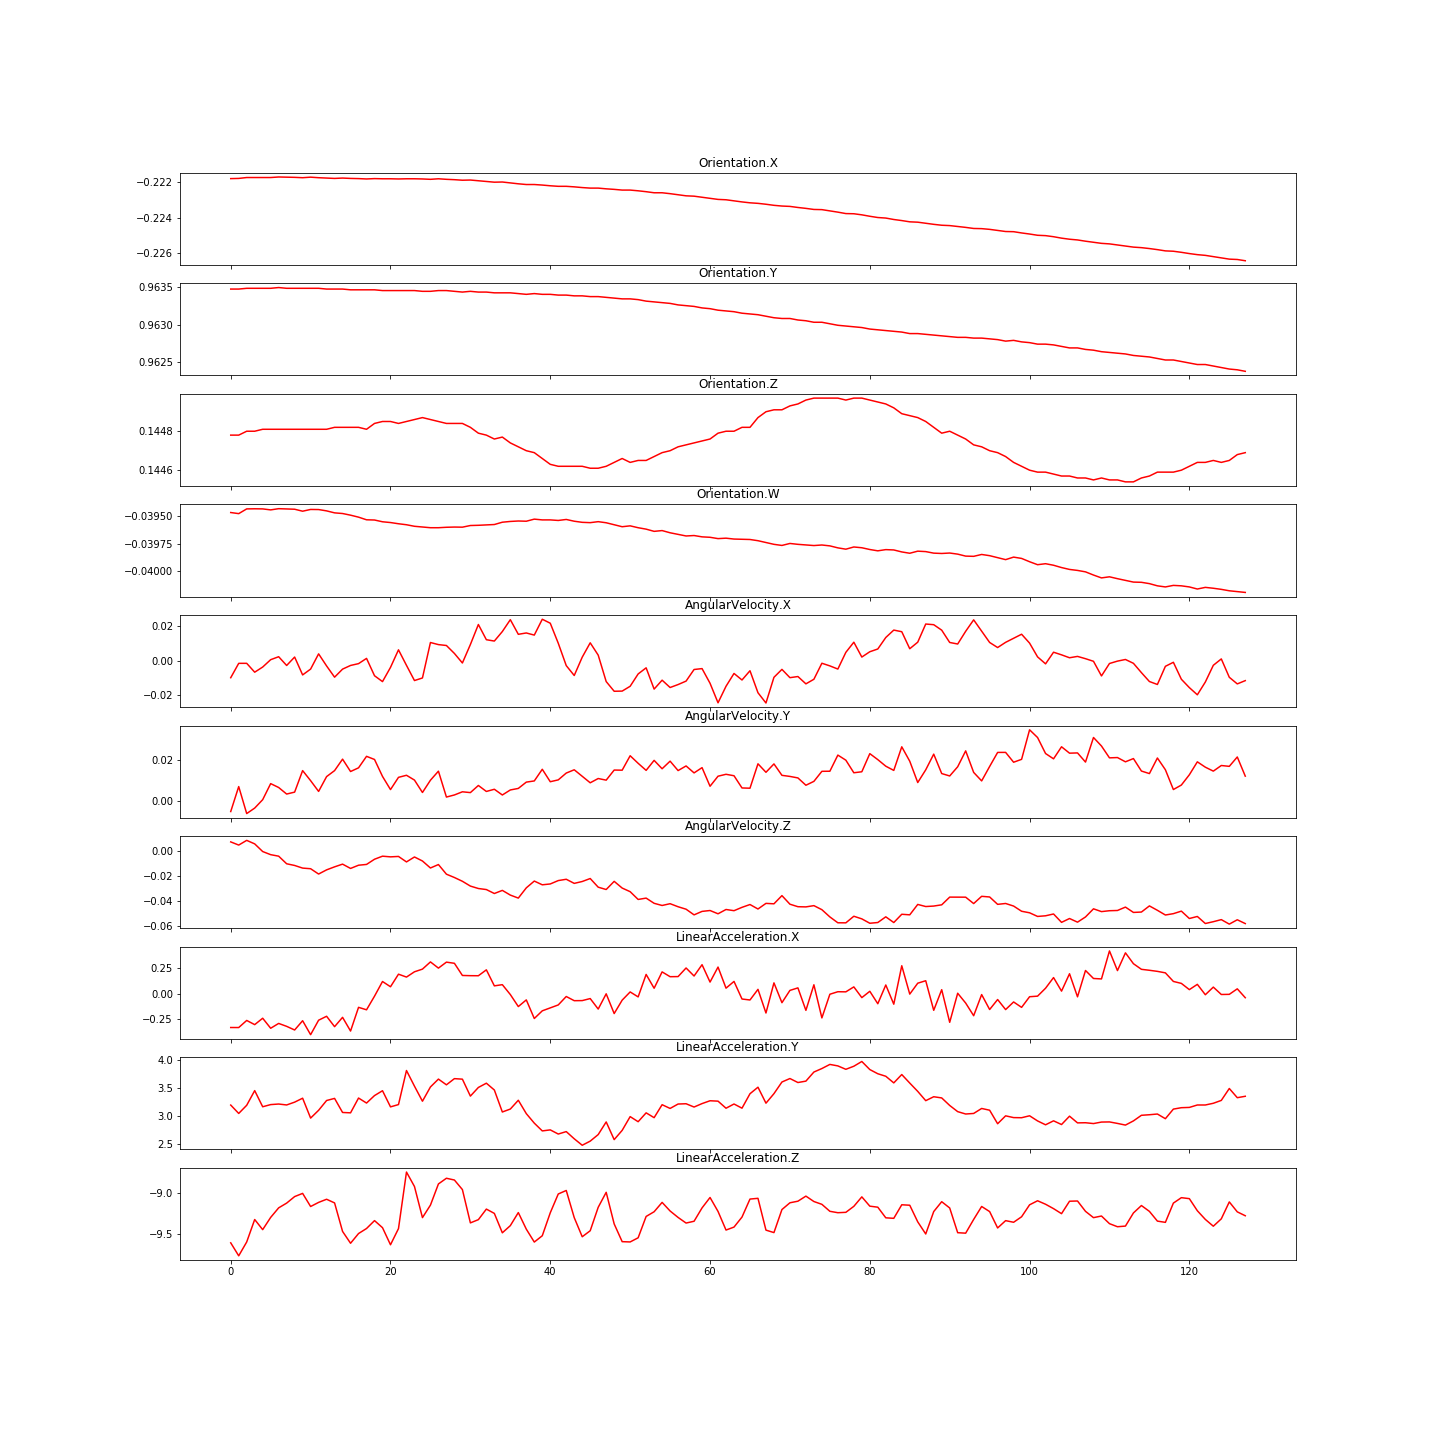 Orientation.X
−0.222
−0.224
−0.226
Orientation.Y
0.9635
0.9630
0.9625
Orientation.Z
0.1448
0.1446
Orientation.W
−0.03950
−0.03975
−0.04000
AngularVelocity.X
0.02
0.00
−0.02
AngularVelocity.Y
0.02
0.00
AngularVelocity.Z
0.00
−0.02
−0.04
−0.06
LinearAcceleration.X
0.25
0.00
−0.25
LinearAcceleration.Y
4.0
3.5
3.0
2.5
LinearAcceleration.Z
−9.0
−9.5
0 20 40 60 80 100 120